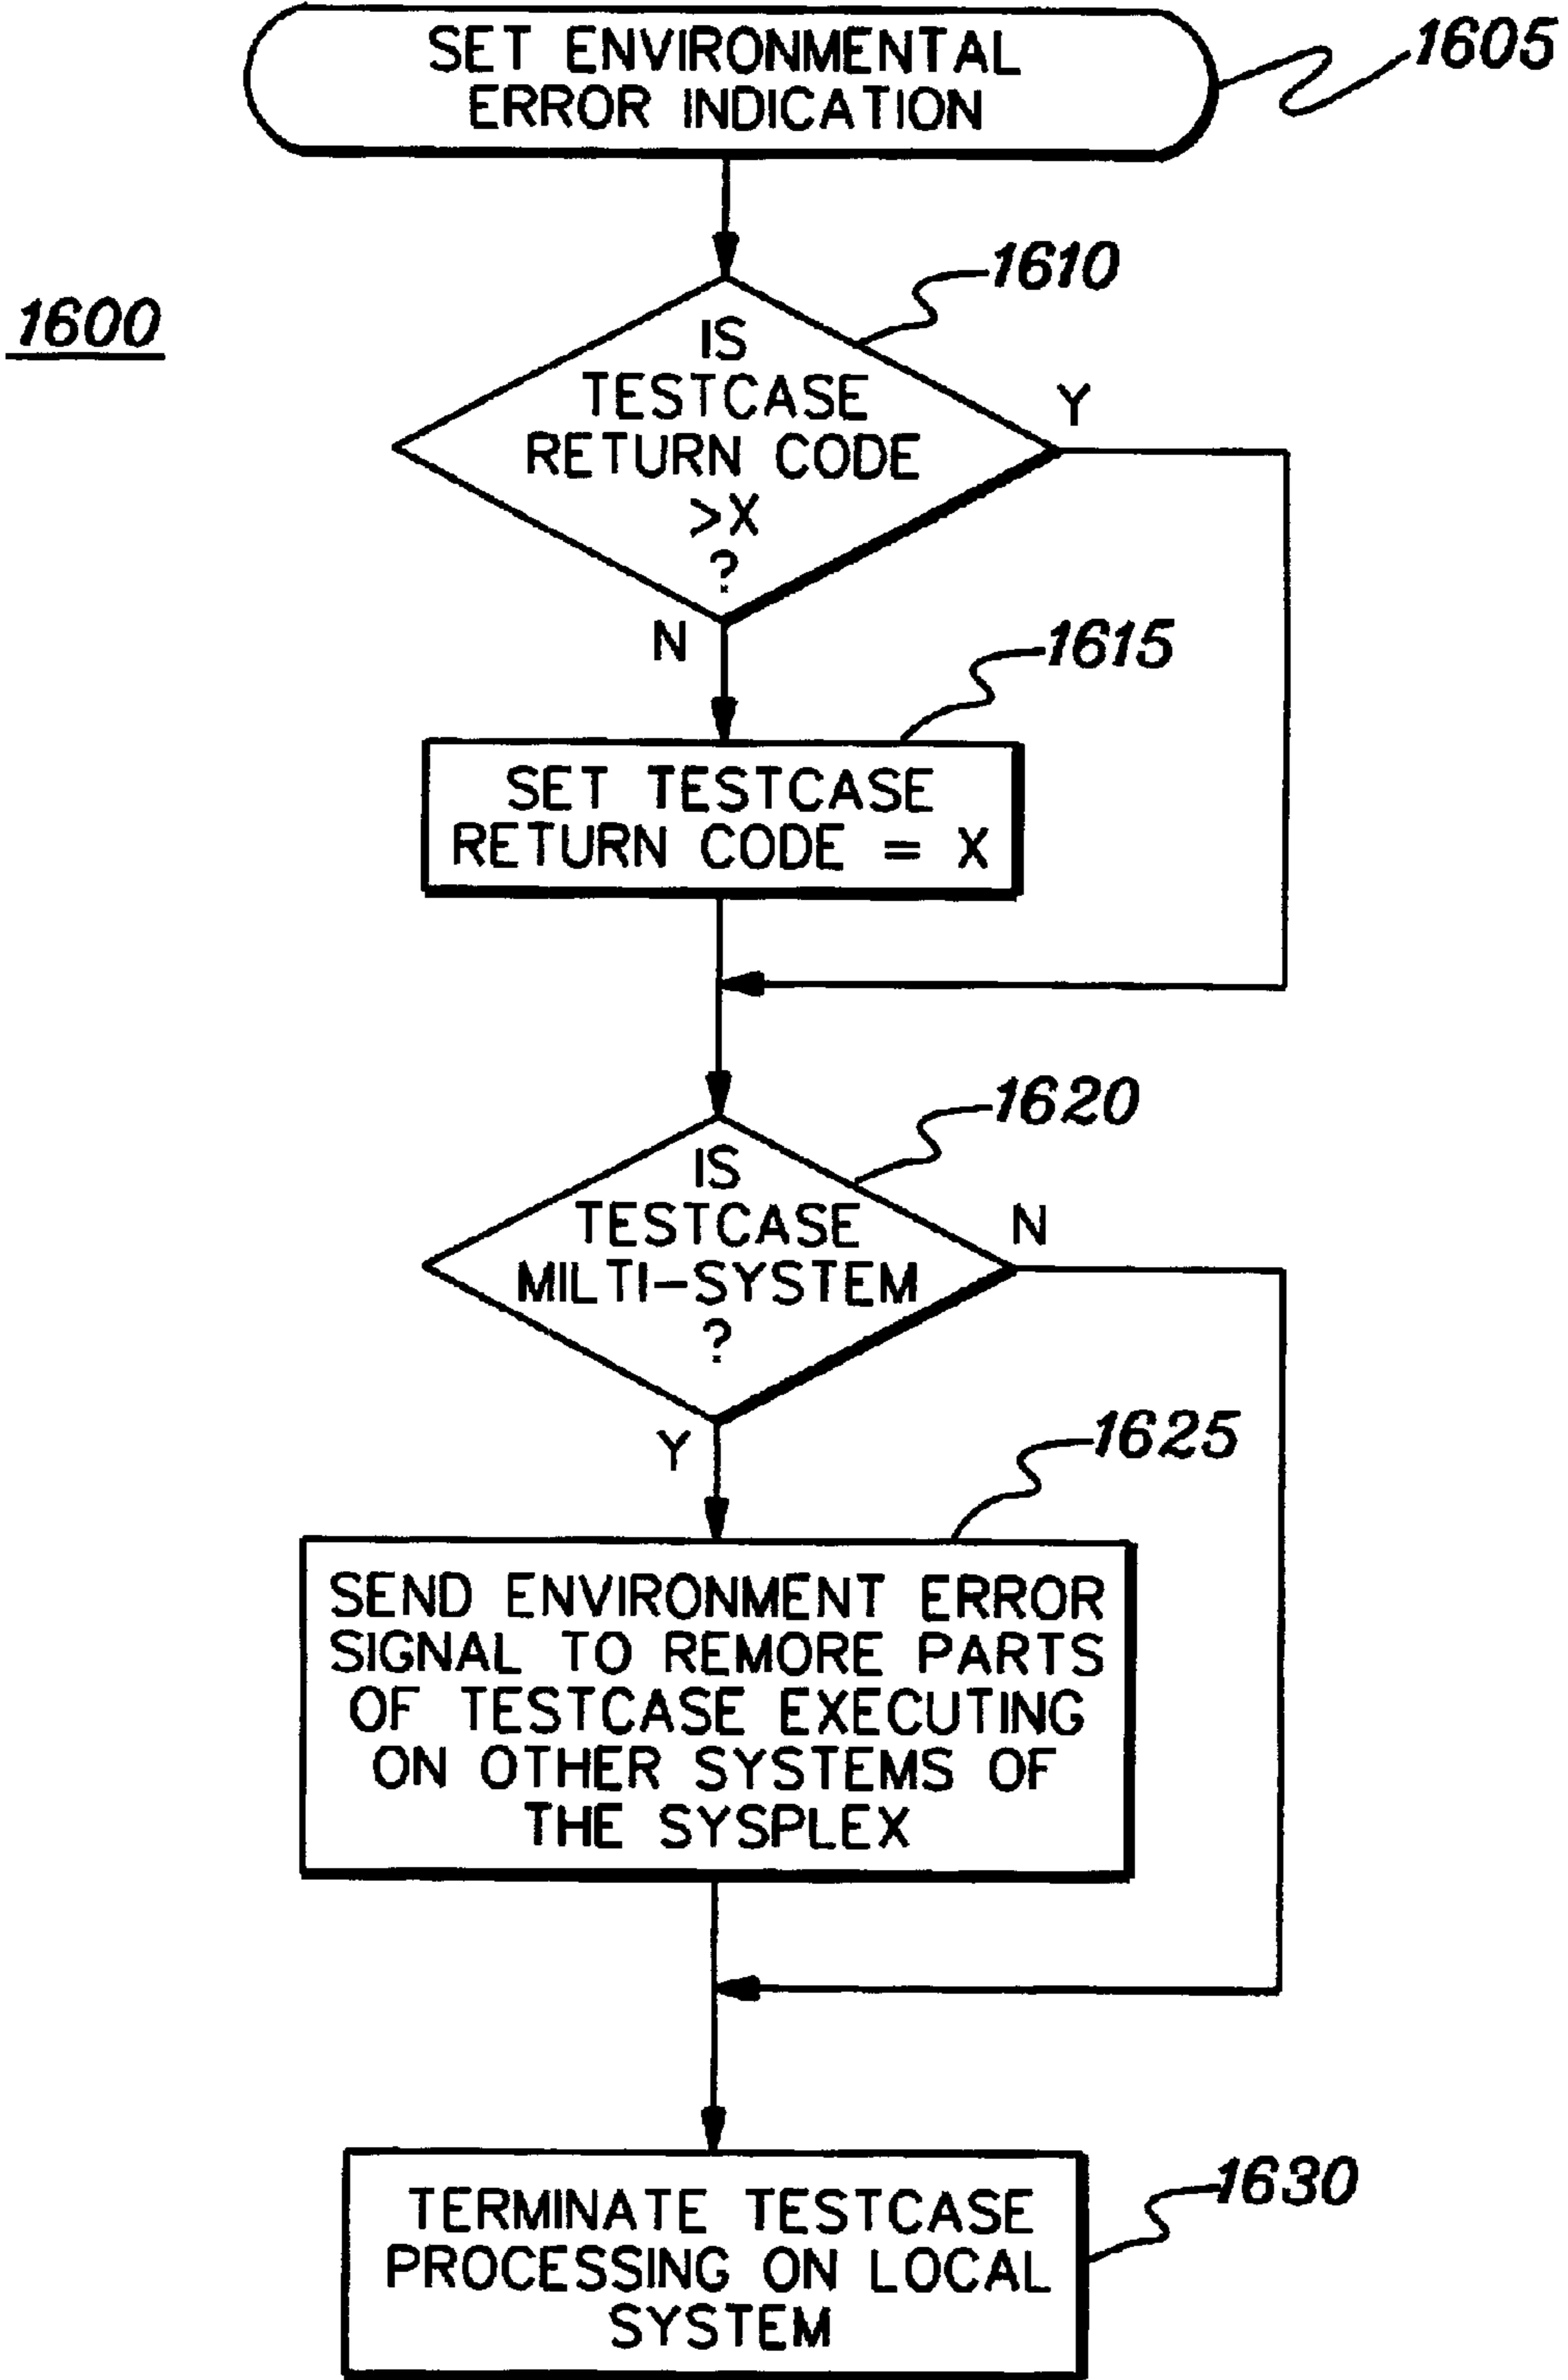 SET ENVIRONMENTAL
ERROR INDICATION
1605
1600
1610
IS
TESTCASE
RETURN CODE
>X
?
Y
N
1615
SET TESTCASE
RETURN CODE = X
1620
IS
TESTCASE
MILTI-SYSTEM
?
N
Y
1625
SEND ENVIRONMENT ERROR
SIGNAL TO REMORE PARTS
OF TESTCASE EXECUTING
ON OTHER SYSTEMS OF
THE SYSPLEX
1630
TERMINATE TESTCASE
PROCESSING ON LOCAL
SYSTEM